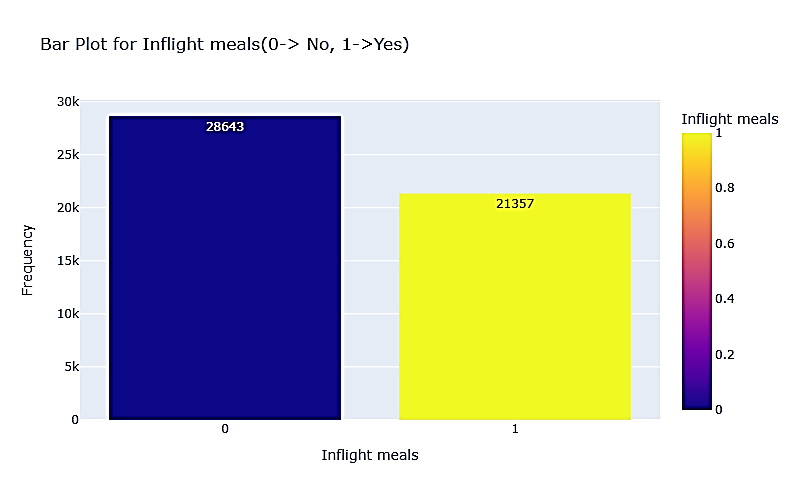 Bar Plot for Inflight meals(0-> No, 1->Yes)
30k
25k
20k
15k
10k
5k
0
Frequency
28643
21357
0
1
Inflight meals
Inflight meals
1
0.8
0.6
0.4
0.2
0